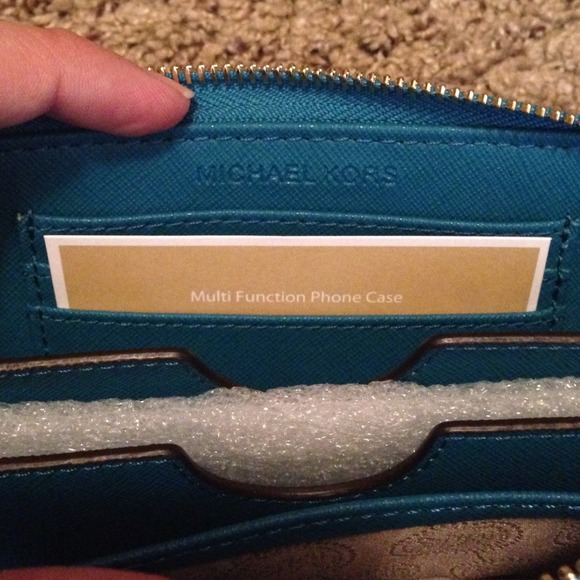 MICHAEL KORS
Multi Function Phone Case